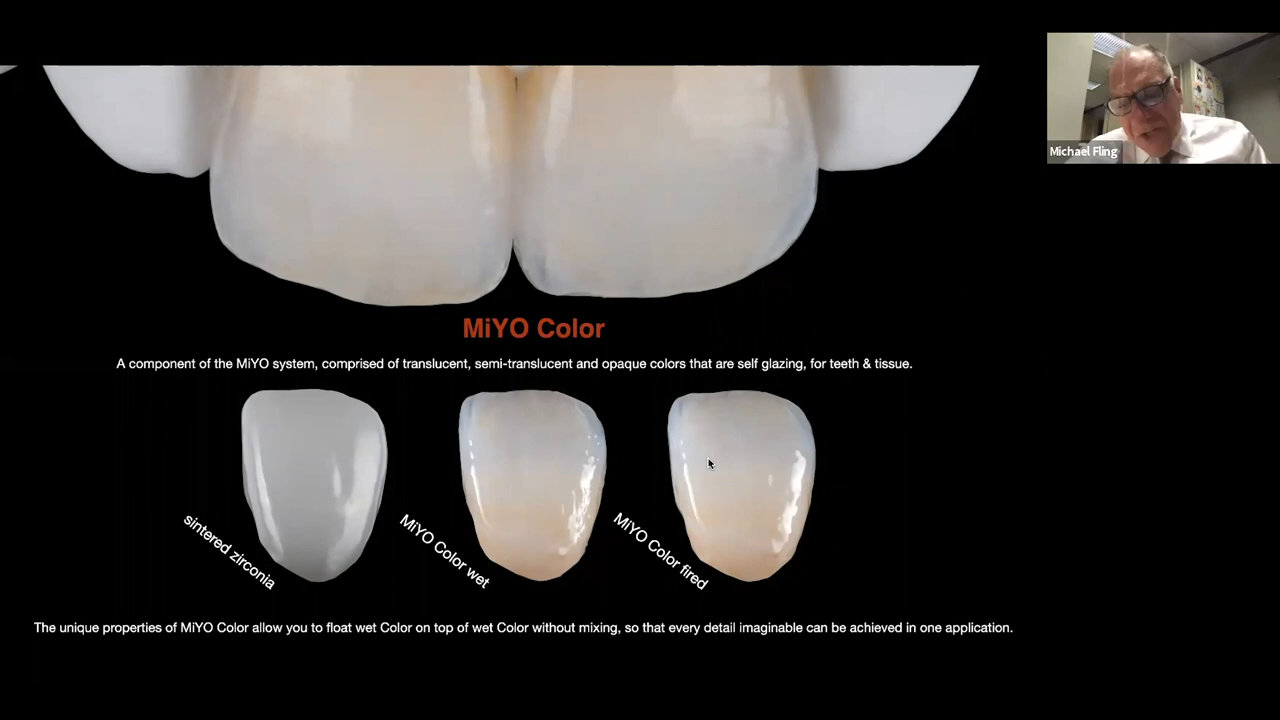 Michael Fling
MiYO Color
A component of the MiYO system, comprised of translucent, semi-translucent and opaque colors that are self glazing, for teeth & tissue.
sintered zirconia
MiYO Color wet
MiYO Color fired
The unique properties of MiYO Color allow you to float wet Color on top of wet Color without mixing, so that every detail imaginable can be achieved in one application.